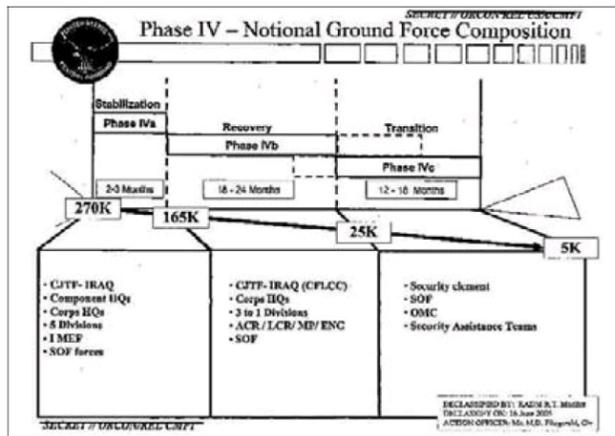 SECRET // ORCON/REL USA/CMFI
Phase IV – Notional Ground Force Composition
Stabilization
Phase IVa
Recovery
Transition
Phase IVb
Phase IVc
2-3 Months
18 - 24 Months
12 - 18 Months
270K
165K
25K
5K
• CJTF- IRAQ
• Component HQs
• Corps HQs
• 5 Divisions
• I MEF
• SOF forces
• CJTF- IRAQ (CFLCC)
• Corps HQs
• 3 to 1 Divisions
• ACR / LCR/ MP/ ENG
• SOF
• Security element
• SOF
• OMC
• Security Assistance Teams
DECLASSIFIED BY: RADM R.T.
DECLASSIFY ON: 16 June 2005
ACTION OFFICER: Mr. M.D. Fitzgerald,
SECRET // ORCON/REL CMFI